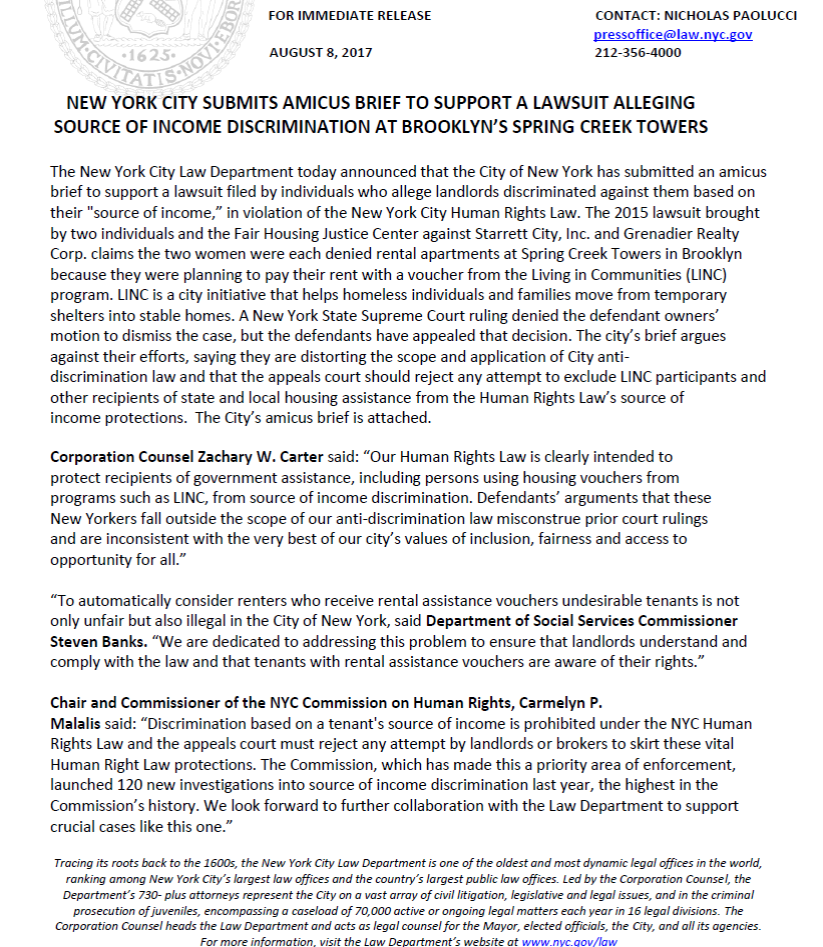 ILLUM·CIVITATIS·NOVI·EBOR
·1625·
FOR IMMEDIATE RELEASE
CONTACT: NICHOLAS PAOLUCCI
pressoffice@law.nyc.gov
AUGUST 8, 2017
212-356-4000
NEW YORK CITY SUBMITS AMICUS BRIEF TO SUPPORT A LAWSUIT ALLEGING
SOURCE OF INCOME DISCRIMINATION AT BROOKLYN’S SPRING CREEK TOWERS
The New York City Law Department today announced that the City of New York has submitted an amicus
brief to support a lawsuit filed by individuals who allege landlords discriminated against them based on
their "source of income,” in violation of the New York City Human Rights Law. The 2015 lawsuit brought
by two individuals and the Fair Housing Justice Center against Starrett City, Inc. and Grenadier Realty
Corp. claims the two women were each denied rental apartments at Spring Creek Towers in Brooklyn
because they were planning to pay their rent with a voucher from the Living in Communities (LINC)
program. LINC is a city initiative that helps homeless individuals and families move from temporary
shelters into stable homes. A New York State Supreme Court ruling denied the defendant owners’
motion to dismiss the case, but the defendants have appealed that decision. The city’s brief argues
against their efforts, saying they are distorting the scope and application of City anti-
discrimination law and that the appeals court should reject any attempt to exclude LINC participants and
other recipients of state and local housing assistance from the Human Rights Law’s source of
income protections.  The City’s amicus brief is attached.
Corporation Counsel Zachary W. Carter said: “Our Human Rights Law is clearly intended to
protect recipients of government assistance, including persons using housing vouchers from
programs such as LINC, from source of income discrimination. Defendants’ arguments that these
New Yorkers fall outside the scope of our anti-discrimination law misconstrue prior court rulings
and are inconsistent with the very best of our city’s values of inclusion, fairness and access to
opportunity for all.”
“To automatically consider renters who receive rental assistance vouchers undesirable tenants is not
only unfair but also illegal in the City of New York, said Department of Social Services Commissioner
Steven Banks. “We are dedicated to addressing this problem to ensure that landlords understand and
comply with the law and that tenants with rental assistance vouchers are aware of their rights.”
Chair and Commissioner of the NYC Commission on Human Rights, Carmelyn P.
Malalis said: “Discrimination based on a tenant's source of income is prohibited under the NYC Human
Rights Law and the appeals court must reject any attempt by landlords or brokers to skirt these vital
Human Right Law protections. The Commission, which has made this a priority area of enforcement,
launched 120 new investigations into source of income discrimination last year, the highest in the
Commission’s history. We look forward to further collaboration with the Law Department to support
crucial cases like this one.”
Tracing its roots back to the 1600s, the New York City Law Department is one of the oldest and most dynamic legal offices in the world,
ranking among New York City’s largest law offices and the country’s largest public law offices. Led by the Corporation Counsel, the
Department’s 730- plus attorneys represent the City on a vast array of civil litigation, legislative and legal issues, and in the criminal
prosecution of juveniles, encompassing a caseload of 70,000 active or ongoing legal matters each year in 16 legal divisions. The
Corporation Counsel heads the Law Department and acts as legal counsel for the Mayor, elected officials, the City, and all its agencies.
For more information, visit the Law Department’s website at www.nyc.gov/law